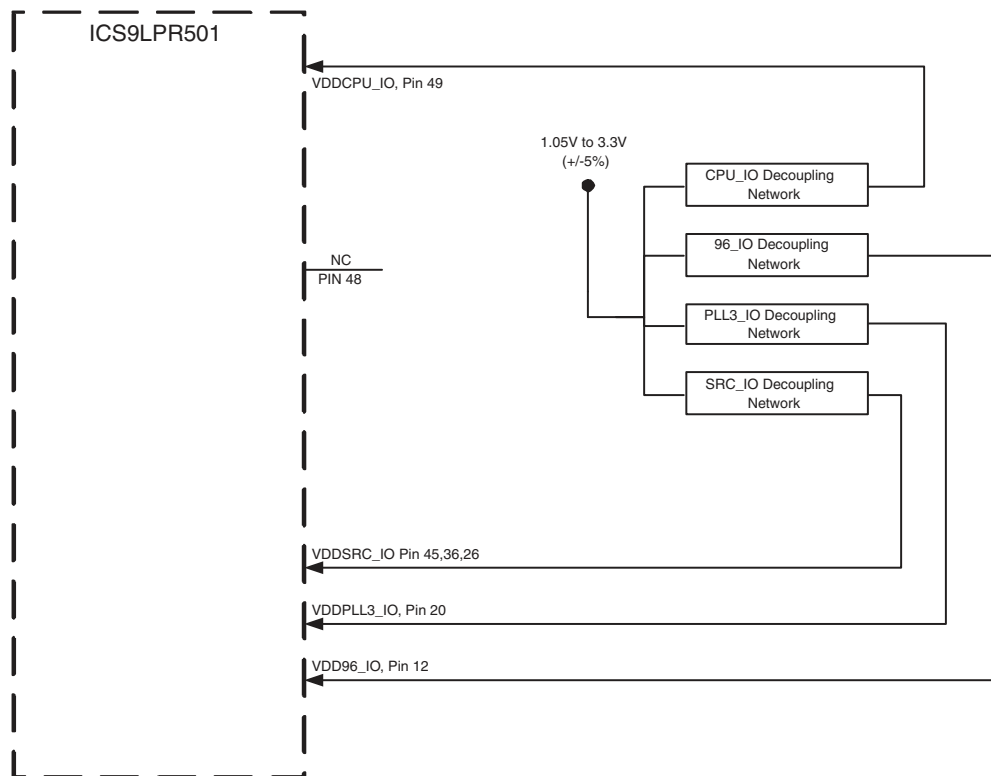 ICS9LPR501
VDDCPU_IO, Pin 49
1.05V to 3.3V
(+/-5%)
CPU_IO Decoupling
Network
96_IO Decoupling
Network
NC
PIN 48
PLL3_IO Decoupling
Network
SRC_IO Decoupling
Network
VDDSRC_IO Pin 45,36,26
VDDPLL3_IO, Pin 20
VDD96_IO, Pin 12